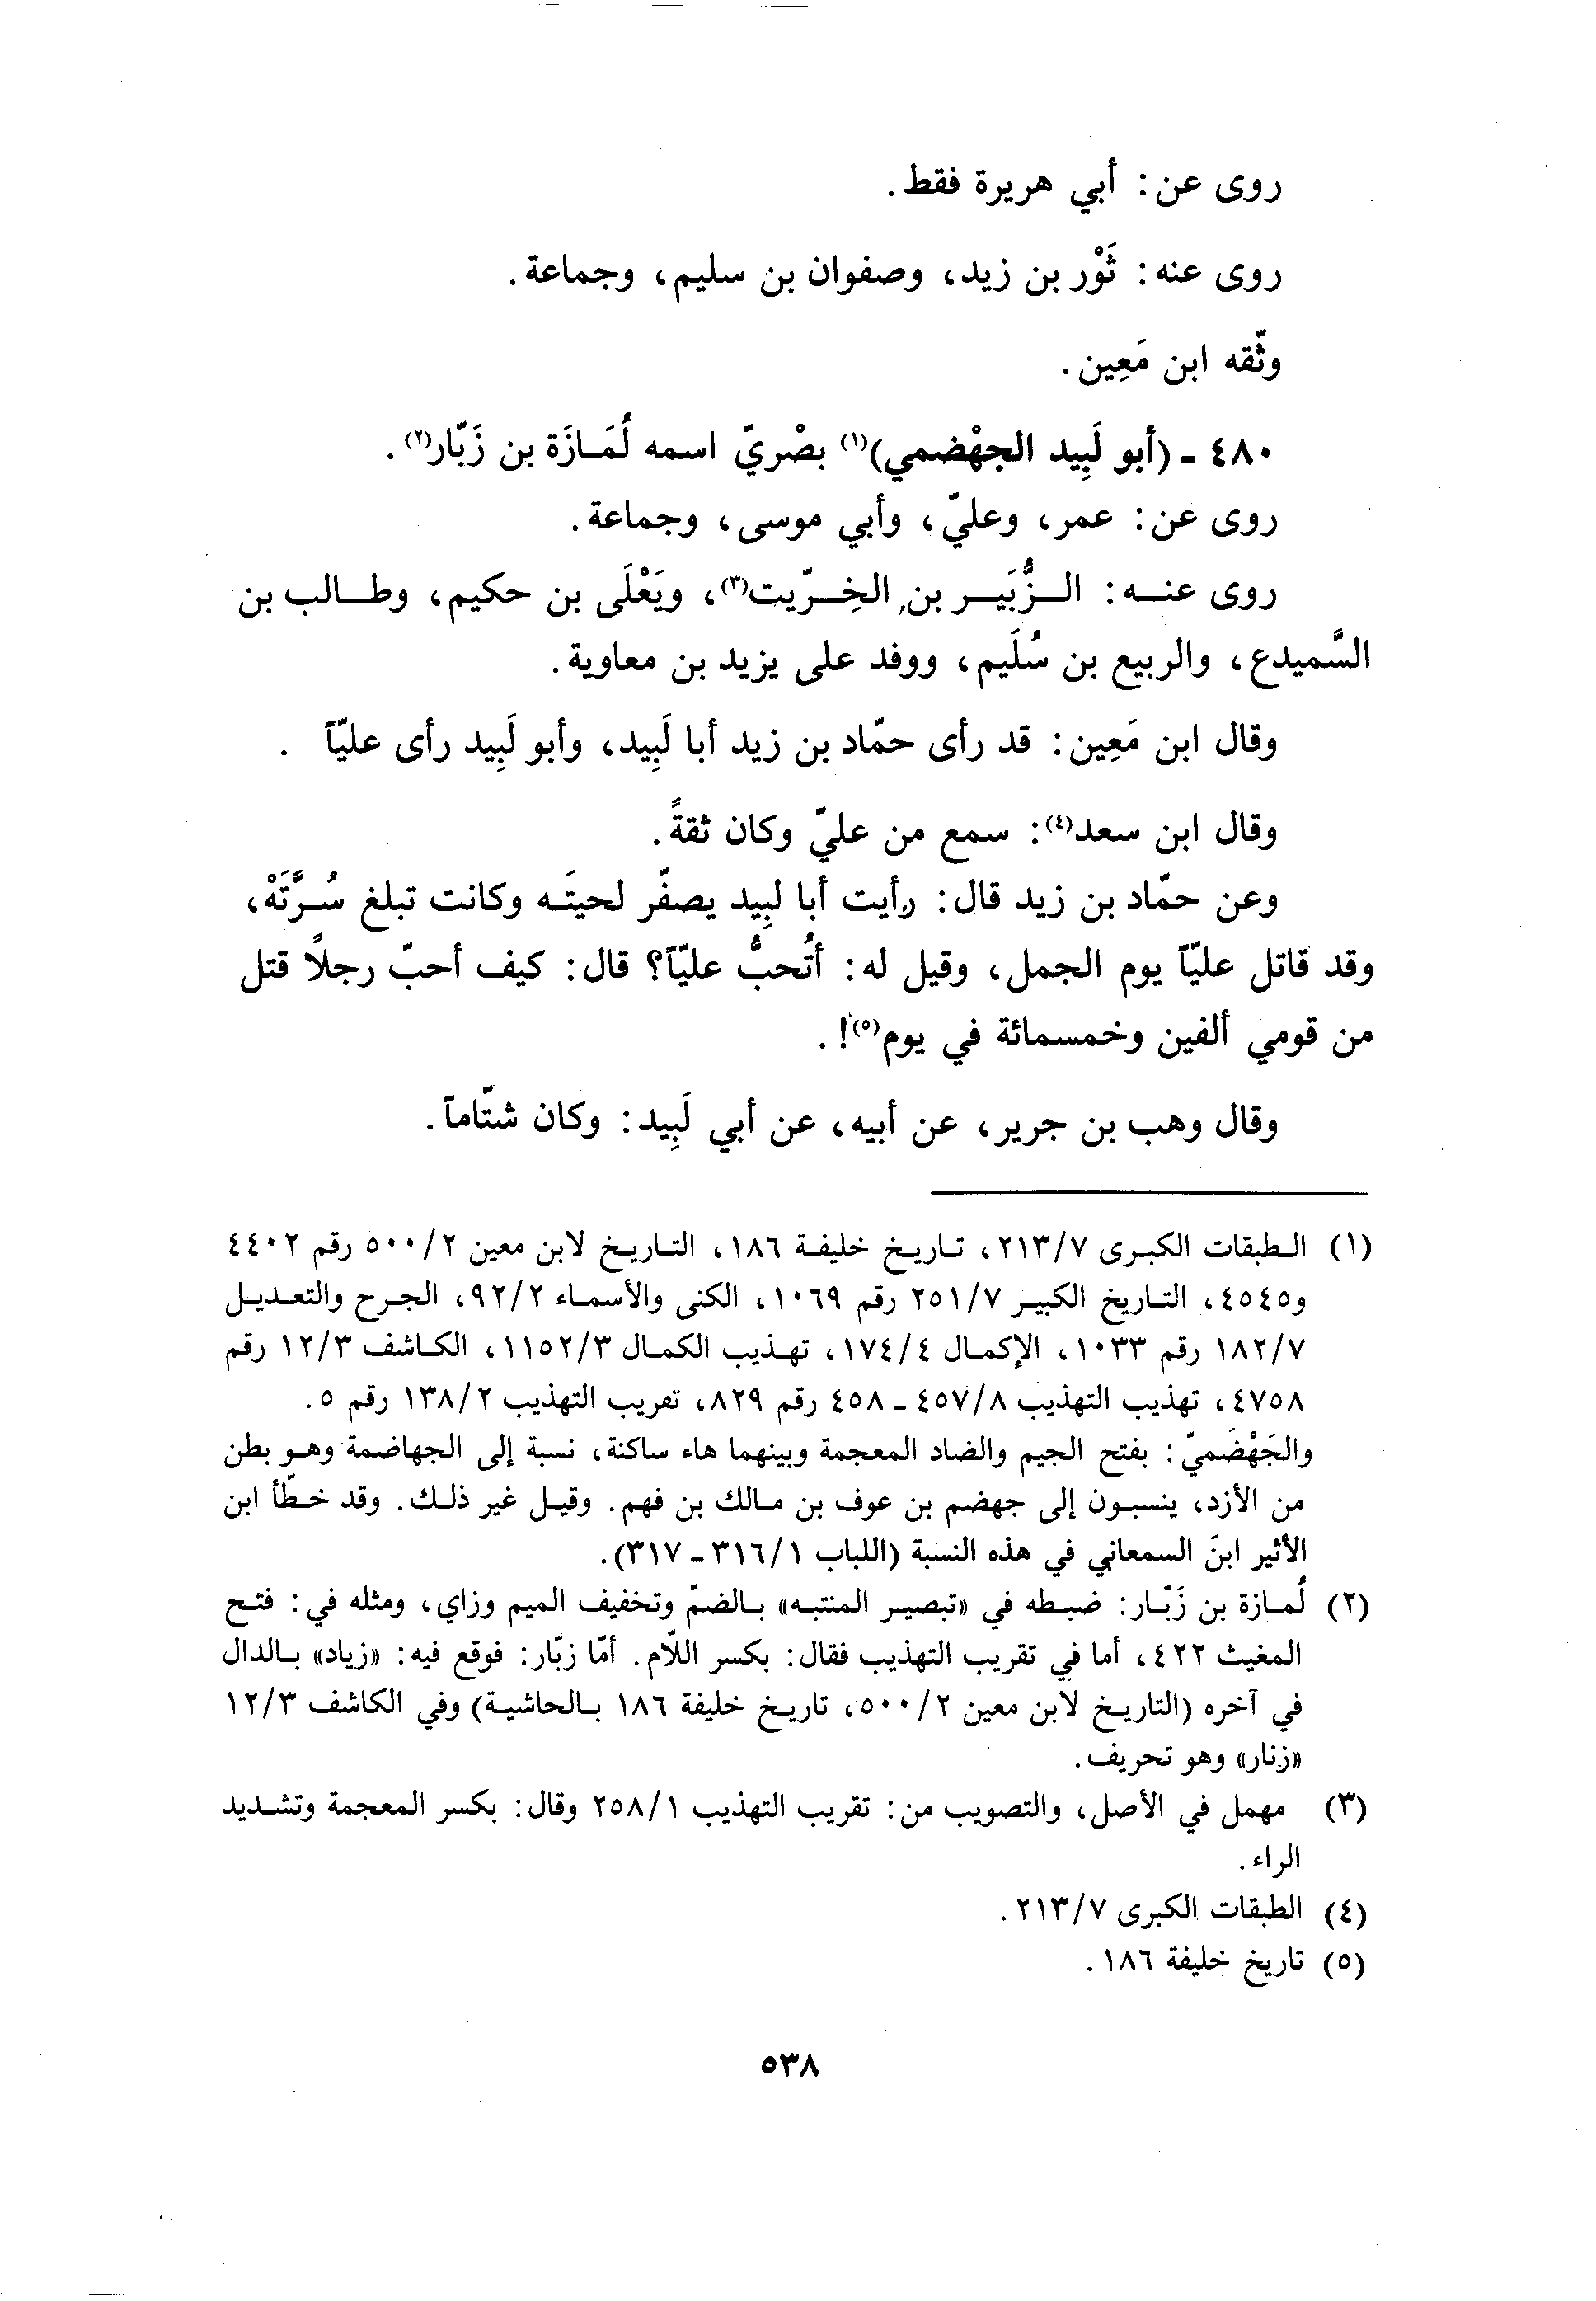 روى عن: أبي هريرة فقط.
روى عنه: ثَوْر بن زيد، وصفوان بن سليم، وجماعة.
وثّقه ابن مَعِين.
٤٨٠ - (أبو لَبِيد الجهْضمي)(١) بصْريّ اسمه لُمَازَة بن زَبّار(٢).
روى عن: عمر، وعليّ، وأبي موسى، وجماعة.
روى عنه: الزُّبَير بن الخِرّيت(٣)، ويَعْلَى بن حكيم، وطالب بن
السَّميدع، والربيع بن سُلَيم، ووفد على يزيد بن معاوية.
وقال ابن مَعِين: قد رأى حمّاد بن زيد أبا لَبِيد، وأبو لَبِيد رأى عليّاً.
وقال ابن سعد(٤): سمع من عليّ وكان ثقةً.
وعن حمّاد بن زيد قال: رأيت أبا لبِيد يصفّر لحيتَه وكانت تبلغ سُرَّتَهْ،
وقد قاتل عليّاً يوم الجمل، وقيل له: أتُحبُّ عليّاً؟ قال: كيف أحبّ رجلاً قتل
من قومي ألفين وخمسمائة في يوم(٥)!.
وقال وهب بن جرير، عن أبيه، عن أبي لَبِيد: وكان شتّاماً.
(١) الطبقات الكبرى ٢١٣/٧، تاريخ خليفة ١٨٦، التاريخ لابن معين ٥٠٠/٢ رقم ٤٤٠٢
و٤٥٤٥، التاريخ الكبير ٢٥١/٧ رقم ١٠٦٩، الكنى والأسماء ٩٢/٢، الجرح والتعديل
١٨٢/٧ رقم ١٠٣٣، الإكمال ١٧٤/٤، تهذيب الكمال ١١٥٢/٣، الكاشف ١٢/٣ رقم
٤٧٥٨، تهذيب التهذيب ٤٥٧/٨ - ٤٥٨ رقم ٨٢٩، تقريب التهذيب ١٣٨/٢ رقم ٥.
والجَهْضَميّ: بفتح الجيم والضاد المعجمة وبينهما هاء ساكنة، نسبة إلى الجهاضمة وهو بطن
من الأزد، ينسبون إلى جهضم بن عوف بن مالك بن فهم. وقيل غير ذلك. وقد خطّأ ابن
الأثير ابنَ السمعاني في هذه النسبة (اللباب ٣١٦/١ - ٣١٧).
(٢) لُمازة بن زَبّار: ضبطه في «تبصير المنتبه» بالضمّ وتخفيف الميم وزاي، ومثله في: فتح
المغيث ٤٢٢، أما في تقريب التهذيب فقال: بكسر اللّام. أمّا زبّار: فوقع فيه: «زياد» بالدال
في آخره (التاريخ لابن معين ٥٠٠/٢، تاريخ خليفة ١٨٦ بالحاشية) وفي الكاشف ١٢/٣
«زنار» وهو تحريف.
(٣) مهمل في الأصل، والتصويب من: تقريب التهذيب ٢٥٨/١ وقال: بكسر المعجمة وتشديد
الراء.
(٤) الطبقات الكبرى ٢١٣/٧.
(٥) تاريخ خليفة ١٨٦.
٥٣٨